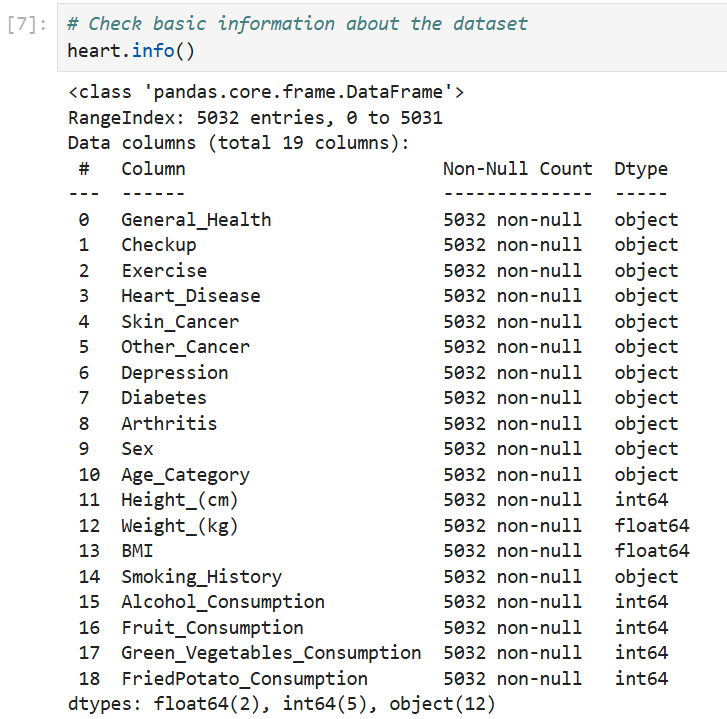 [7]: # Check basic information about the dataset
heart.info()
<class 'pandas.core.frame.DataFrame'>
RangeIndex: 5032 entries, 0 to 5031
Data columns (total 19 columns):
 #   Column                        Non-Null Count  Dtype
---  ------                        --------------  -----
 0   General_Health                5032 non-null   object
 1   Checkup                       5032 non-null   object
 2   Exercise                      5032 non-null   object
 3   Heart_Disease                 5032 non-null   object
 4   Skin_Cancer                   5032 non-null   object
 5   Other_Cancer                  5032 non-null   object
 6   Depression                    5032 non-null   object
 7   Diabetes                      5032 non-null   object
 8   Arthritis                     5032 non-null   object
 9   Sex                           5032 non-null   object
 10  Age_Category                  5032 non-null   object
 11  Height_(cm)                   5032 non-null   int64
 12  Weight_(kg)                   5032 non-null   float64
 13  BMI                           5032 non-null   float64
 14  Smoking_History               5032 non-null   object
 15  Alcohol_Consumption           5032 non-null   int64
 16  Fruit_Consumption             5032 non-null   int64
 17  Green_Vegetables_Consumption  5032 non-null   int64
 18  FriedPotato_Consumption       5032 non-null   int64
dtypes: float64(2), int64(5), object(12)